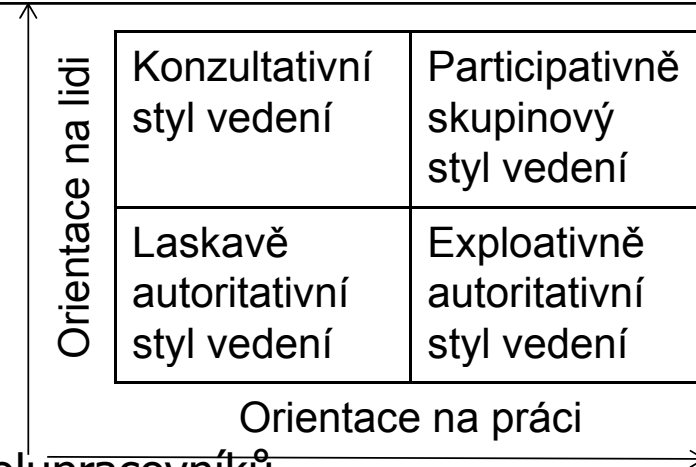 Orientace na lidi
Konzultativní
styl vedení
Participativně
skupinový
styl vedení
Laskavě
autoritativní
styl vedení
Exploativně
autoritativní
styl vedení
Orientace na práci